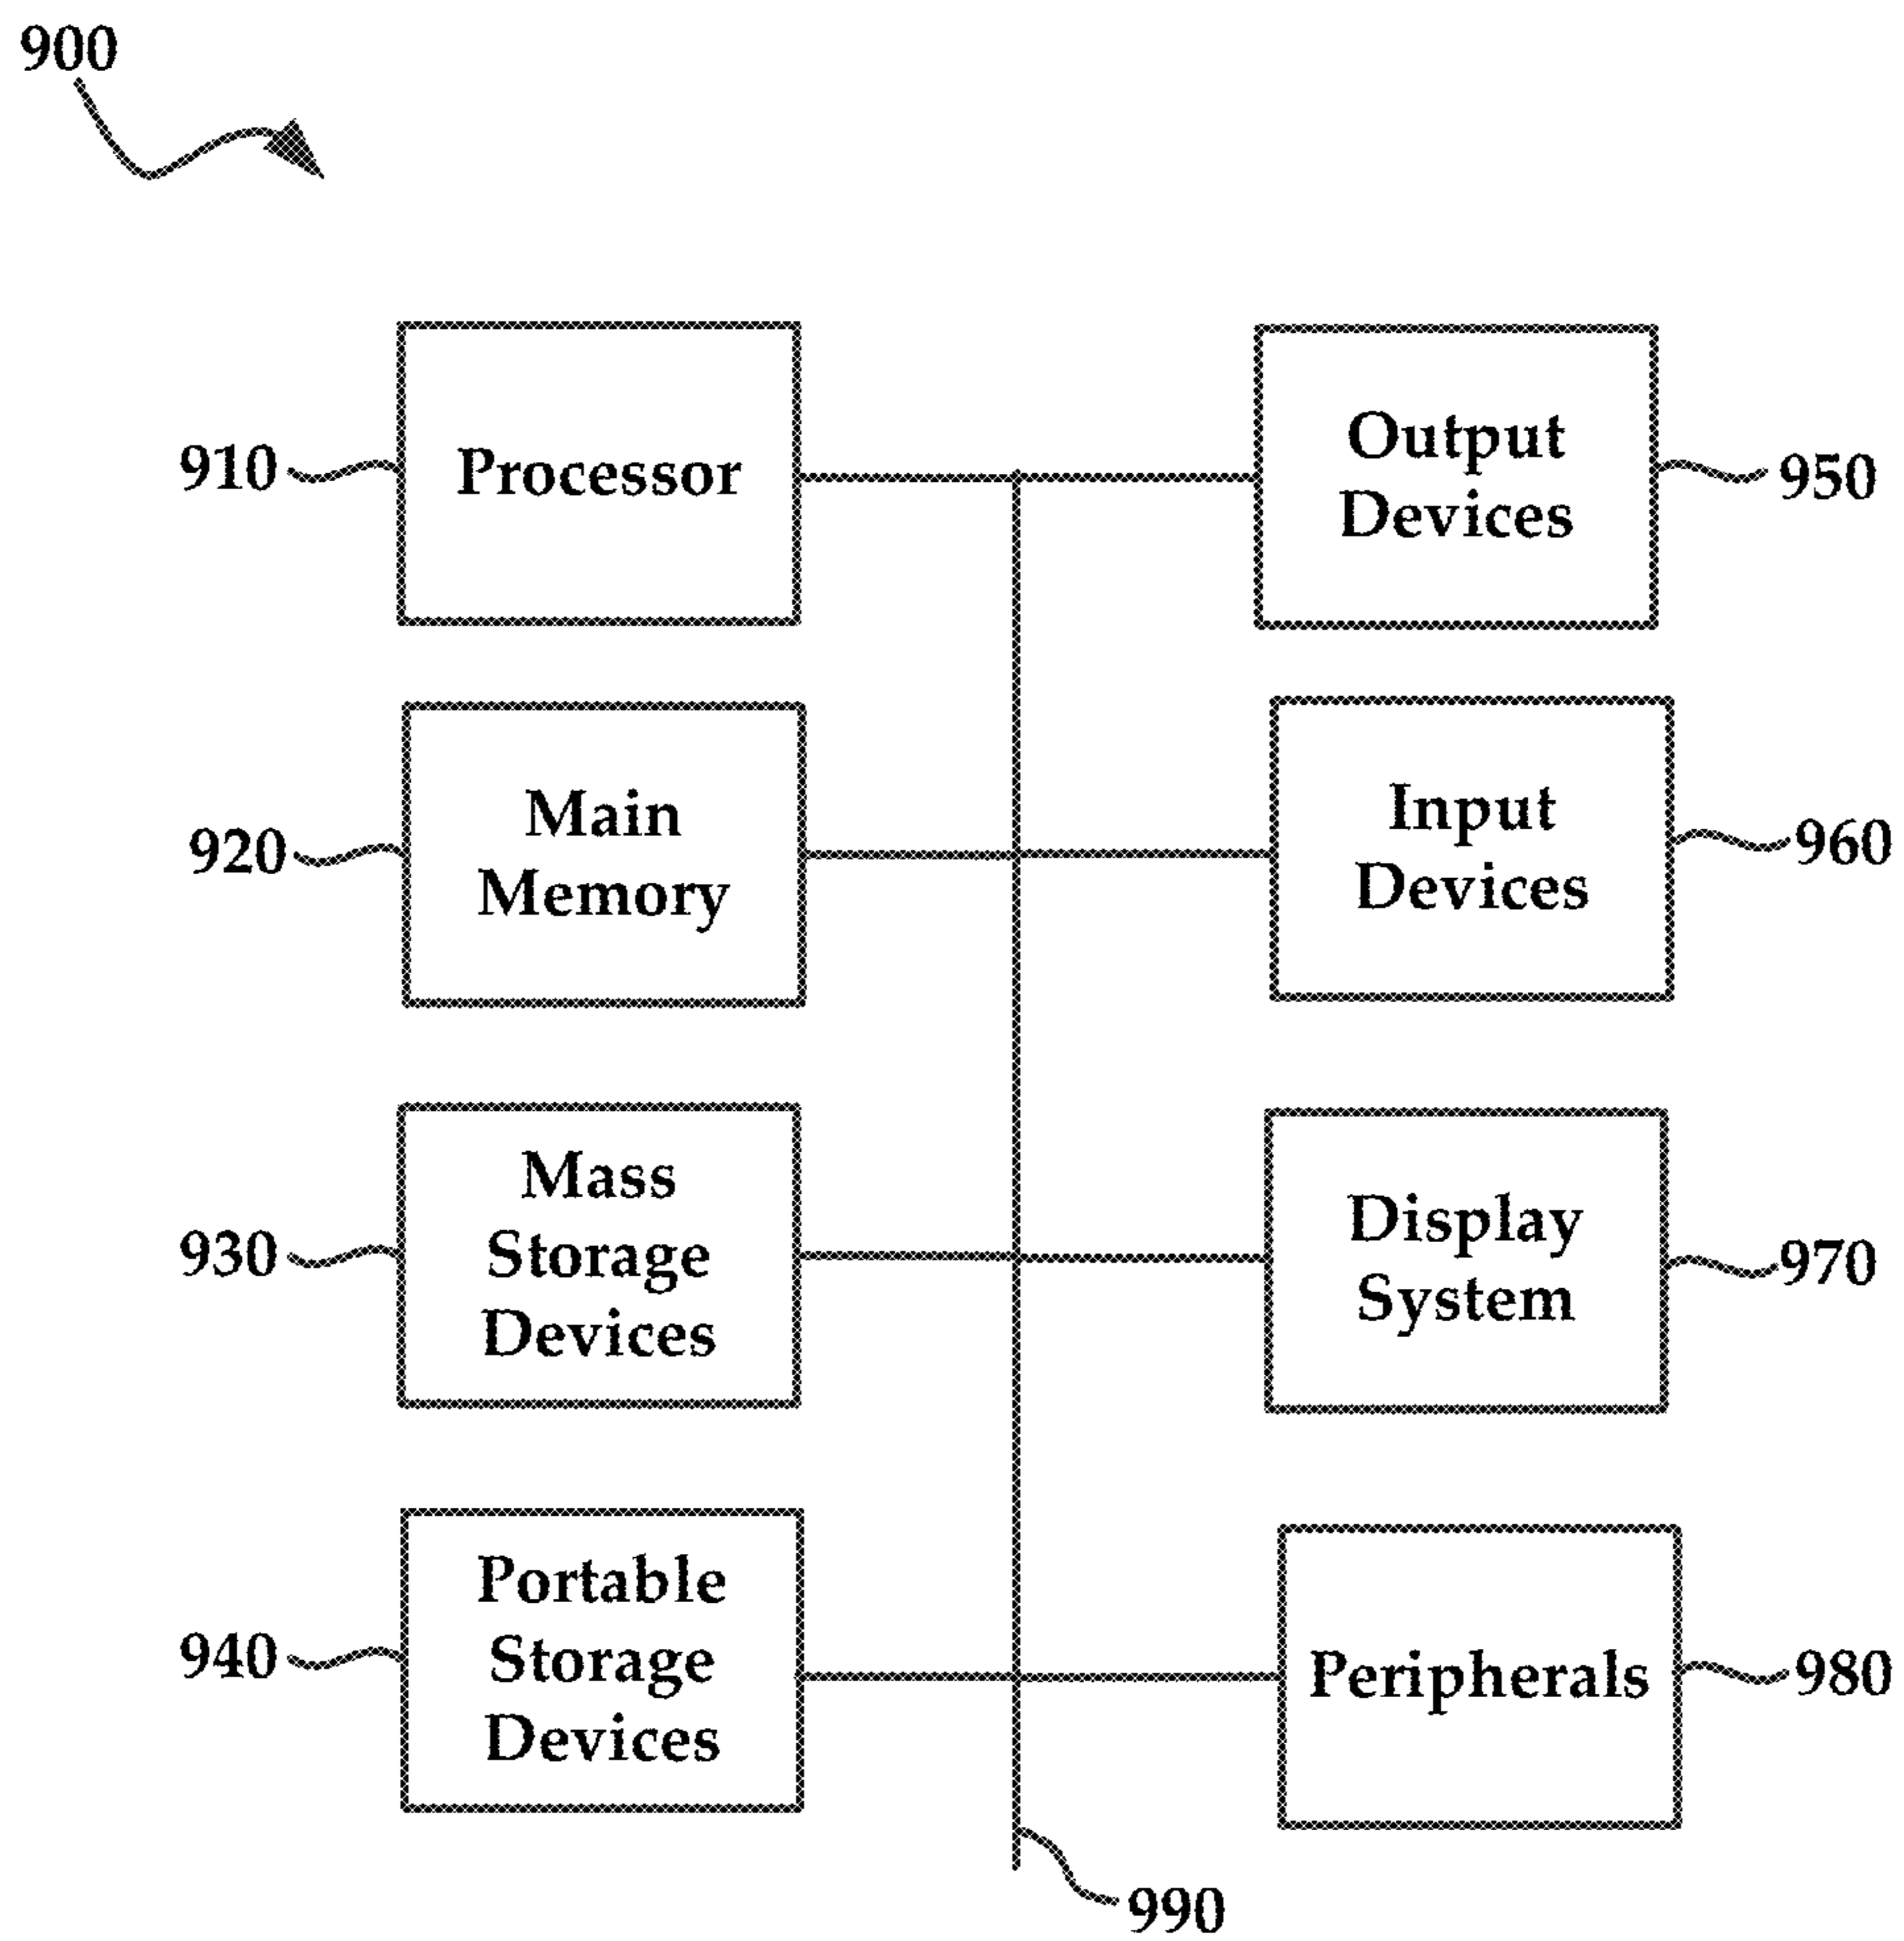 900
910
Processor
Output
Devices
950
920
Main
Memory
Input
Devices
960
930
Mass
Storage
Devices
Display
System
970
940
Portable
Storage
Devices
Peripherals
980
990